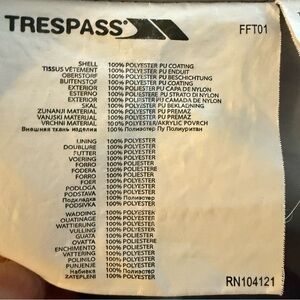 TRESPASS
FFT01
SHELL 100% POLYESTER PU COATING
TISSUS VÊTEMENT 100% POLYESTER PU ENDUIT
OBERSTOFF 100% POLYESTER PU BESCHICHTUNG
BUITENSTOF 100% POLYESTER PU COATING
EXTERIOR 100% POLIESTER PU CAPA DE NYLON
ESTERNO 100% POLIESTERE PU STRATO DI NYLON
EXTERIOR 100% POLIESTER PU CAMADA DE NYLON
SKAL 100% POLYESTER PU BEKLADNING
ZUNANJI MATERIAL 100% POLIESTER PU PREMAZ
VANJSKI MATERIJAL 100% POLIESTER PU PREMAZ
VRCHNI MATERIAL 100% POLYESTER/AKRYLIC POVRCH
Внешняя ткань изделия 100% Полиэстер Пу Полиуритан
LINING 100% POLYESTER
DOUBLURE 100% POLYESTER
FUTTER 100% POLYESTER
VOERING 100% POLYESTER
FORRO 100% POLIESTER
FODERA 100% POLIESTERE
FORRO 100% POLIESTER
FOER 100% POLYESTER
PODLOGA 100% POLIESTER
PODSTAVA 100% POLIESTER
Подкладка 100% Полиэстер
PODSIVKA 100% POLYESTER
WADDING 100% POLYESTER
OUATINAGE 100% POLYESTER
WATTIERUNG 100% POLYESTER
VULLING 100% POLYESTER
GUATA 100% POLIESTER
OVATTA 100% POLIESTERE
ENCHIMENTO 100% POLIESTER
VATTERING 100% POLYESTER
POLNILO 100% POLIESTER
PUNJENJE 100% POLIESTER
Набивка 100% Полиэстер
ZATEPLENI 100% POLYESTER
RN104121